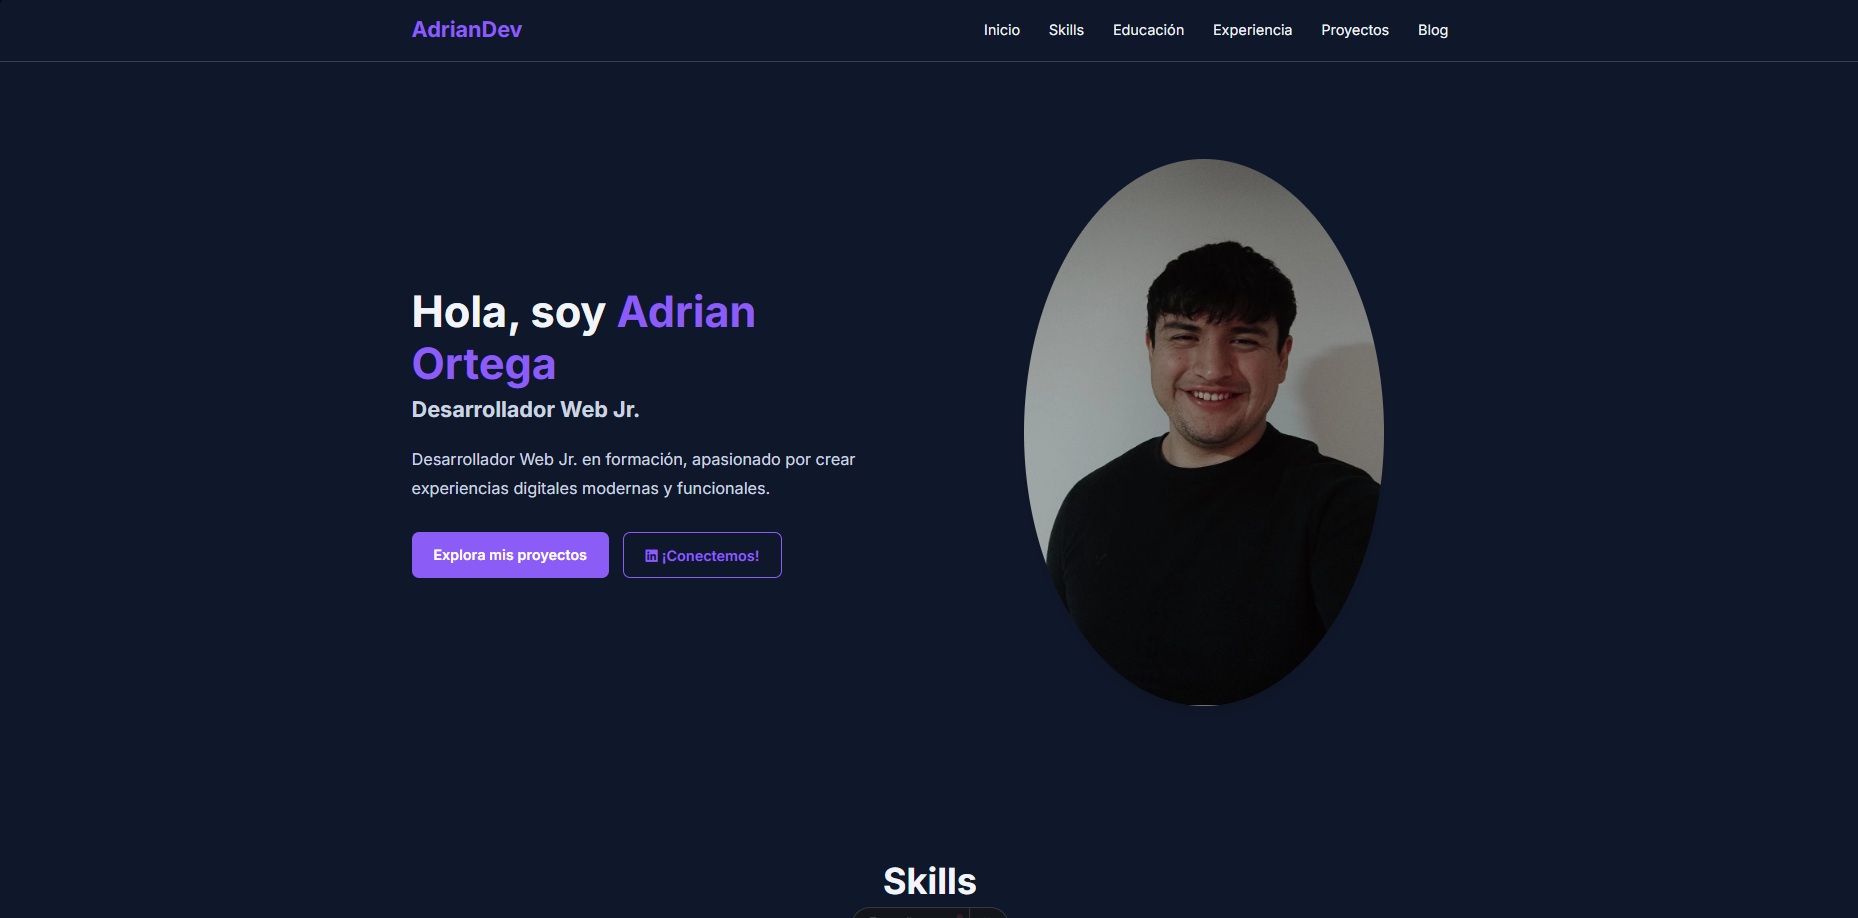 AdrianDev
Inicio
Skills
Educación
Experiencia
Proyectos
Blog
Hola, soy Adrian
Ortega
Desarrollador Web Jr.
Desarrollador Web Jr. en formación, apasionado por crear
experiencias digitales modernas y funcionales.
Explora mis proyectos
in ¡Conectemos!
Skills